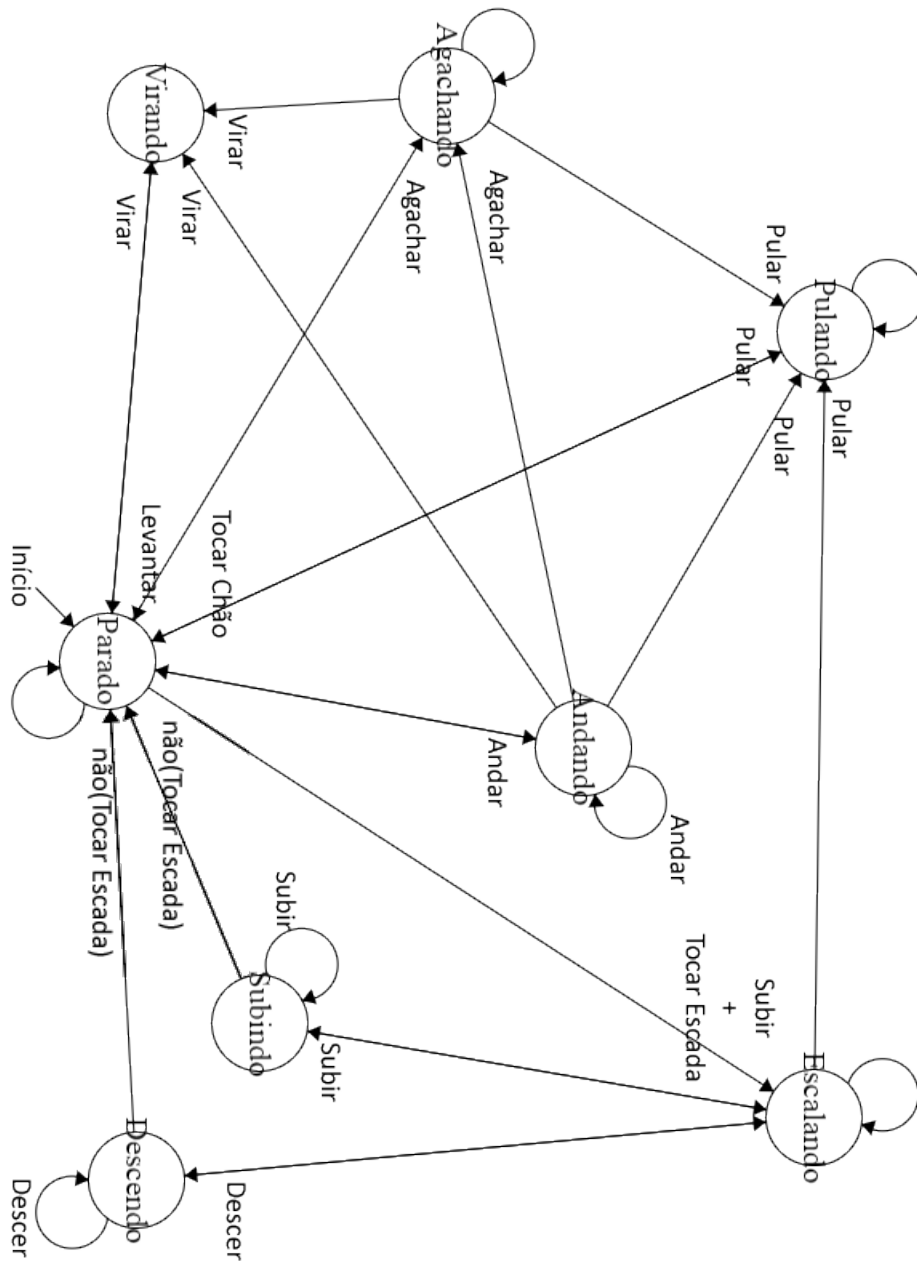 Escalando
Subir
+
Tocar Escada
Descer
Descer
Descendo
Subir
Subir
Subindo
Andar
Andar
Andando
não(Tocar Escada)
não(Tocar Escada)
Pular
Pular
Pular
Pular
Pulando
Tocar Chão
Levantar
Início
Parado
Agachar
Agachar
Agachando
Virar
Virar
Virar
Virando